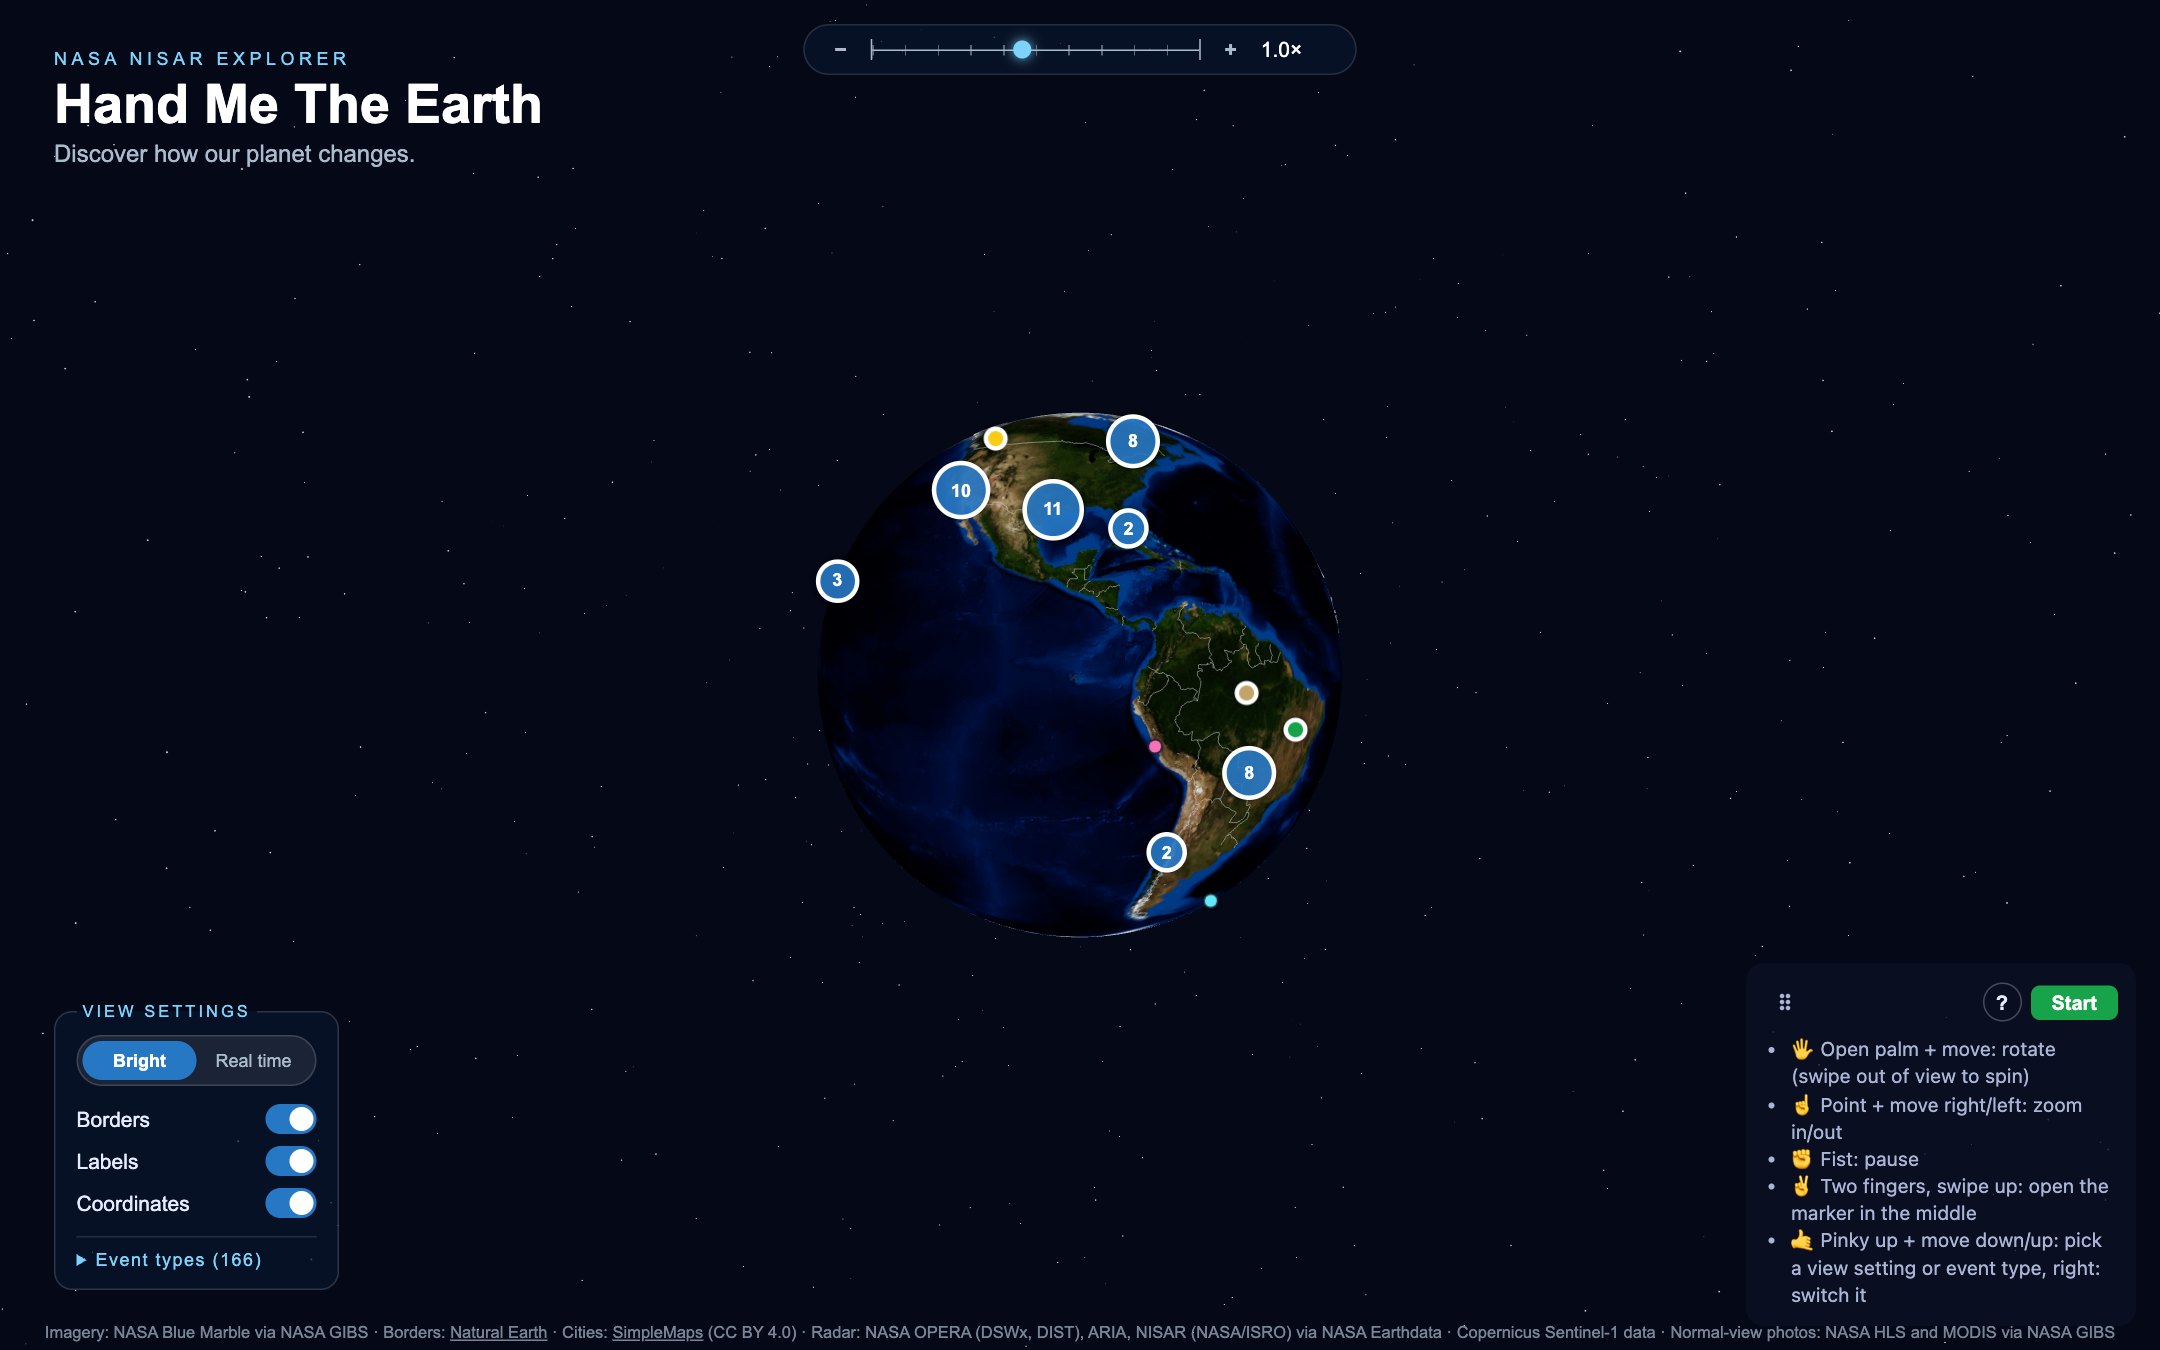 NASA NISAR EXPLORER
Hand Me The Earth
Discover how our planet changes.
− + 1.0×
8
10
11
2
3
8
2
VIEW SETTINGS
Bright Real time
Borders
Labels
Coordinates
▶ Event types (166)
? Start
• 🖐 Open palm + move: rotate
(swipe out of view to spin)
• ☝ Point + move right/left: zoom
in/out
• ✊ Fist: pause
• ✌ Two fingers, swipe up: open the
marker in the middle
• 🤙 Pinky up + move down/up: pick
a view setting or event type, right:
switch it
Imagery: NASA Blue Marble via NASA GIBS · Borders: Natural Earth · Cities: SimpleMaps (CC BY 4.0) · Radar: NASA OPERA (DSWx, DIST), ARIA, NISAR (NASA/ISRO) via NASA Earthdata · Copernicus Sentinel-1 data · Normal-view photos: NASA HLS and MODIS via NASA GIBS